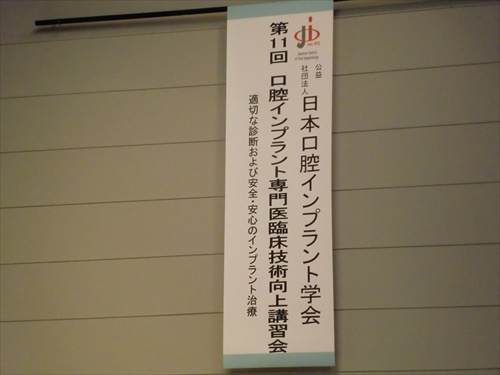 公益
社団法人
日本口腔インプラント学会
第11回 口腔インプラント専門医臨床技術向上講習会
適切な診断および安全・安心のインプラント治療